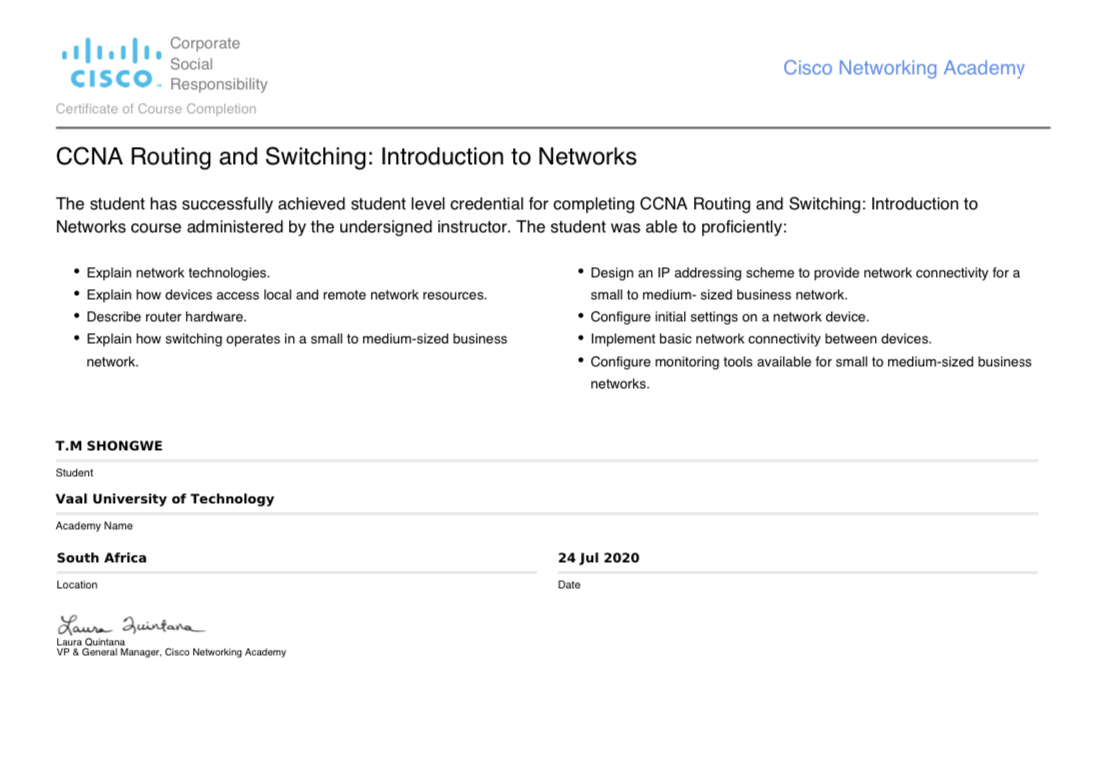 Corporate
Social
Responsibility
CISCO™
Cisco Networking Academy
Certificate of Course Completion
CCNA Routing and Switching: Introduction to Networks
The student has successfully achieved student level credential for completing CCNA Routing and Switching: Introduction to
Networks course administered by the undersigned instructor. The student was able to proficiently:
• Explain network technologies.
• Explain how devices access local and remote network resources.
• Describe router hardware.
• Explain how switching operates in a small to medium-sized business
network.
• Design an IP addressing scheme to provide network connectivity for a
small to medium- sized business network.
• Configure initial settings on a network device.
• Implement basic network connectivity between devices.
• Configure monitoring tools available for small to medium-sized business
networks.
T.M SHONGWE
Student
Vaal University of Technology
Academy Name
South Africa
Location
24 Jul 2020
Date
Laura Quintana
Laura Quintana
VP & General Manager, Cisco Networking Academy